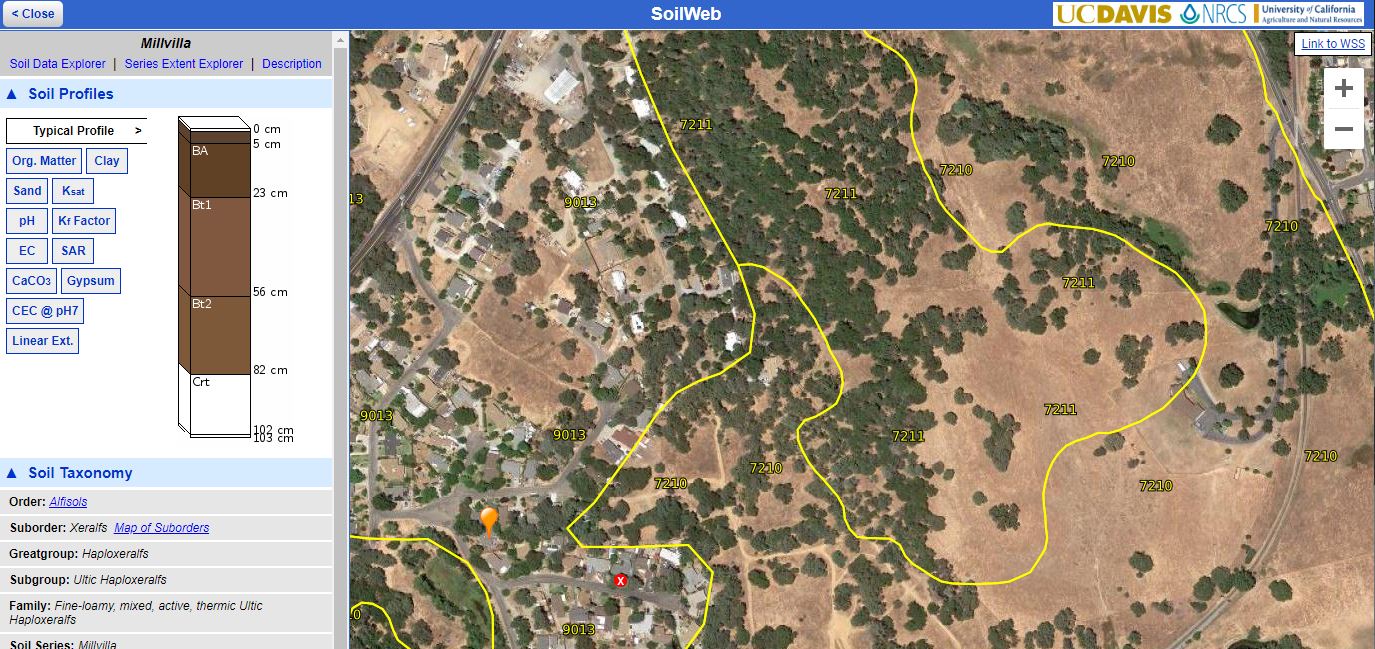 < Close
SoilWeb
UCDAVIS
NRCS
University of California
Agriculture and Natural Resources
Millvilla
Soil Data Explorer | Series Extent Explorer | Description
Link to WSS
▲ Soil Profiles
Typical Profile >
Org. Matter
Clay
Sand
Ksat
pH
Kf Factor
EC
SAR
CaCO3
Gypsum
CEC @ pH7
Linear Ext.
0 cm
5 cm
BA
23 cm
Bt1
56 cm
Bt2
82 cm
Crt
102 cm
103 cm
▲ Soil Taxonomy
Order: Alfisols
Suborder: Xeralfs Map of Suborders
Greatgroup: Haploxeralfs
Subgroup: Ultic Haploxeralfs
Family: Fine-loamy, mixed, active, thermic Ultic
Haploxeralfs
Soil Series: Millvilla
+
−
7211
7210
7210
13
9013
7211
7210
7211
9013
9013
7211
7211
7210
7210
7210
7210
X
0
9013